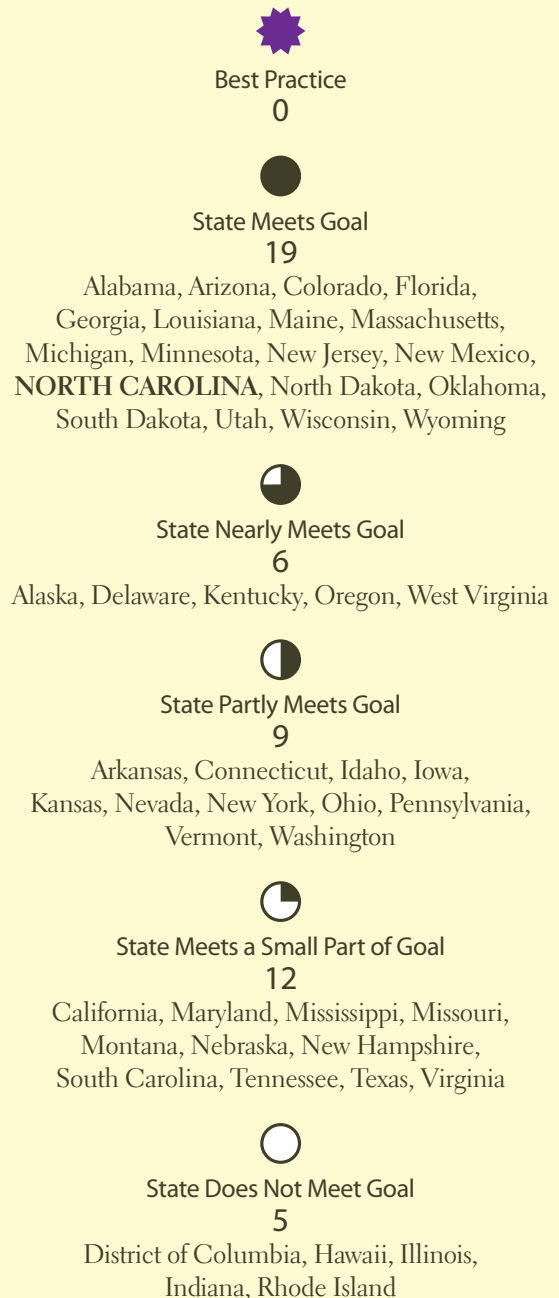 Best Practice
0
State Meets Goal
19
Alabama, Arizona, Colorado, Florida,
Georgia, Louisiana, Maine, Massachusetts,
Michigan, Minnesota, New Jersey, New Mexico,
NORTH CAROLINA, North Dakota, Oklahoma,
South Dakota, Utah, Wisconsin, Wyoming
State Nearly Meets Goal
6
Alaska, Delaware, Kentucky, Oregon, West Virginia
State Partly Meets Goal
9
Arkansas, Connecticut, Idaho, Iowa,
Kansas, Nevada, New York, Ohio, Pennsylvania,
Vermont, Washington
State Meets a Small Part of Goal
12
California, Maryland, Mississippi, Missouri,
Montana, Nebraska, New Hampshire,
South Carolina, Tennessee, Texas, Virginia
State Does Not Meet Goal
5
District of Columbia, Hawaii, Illinois,
Indiana, Rhode Island